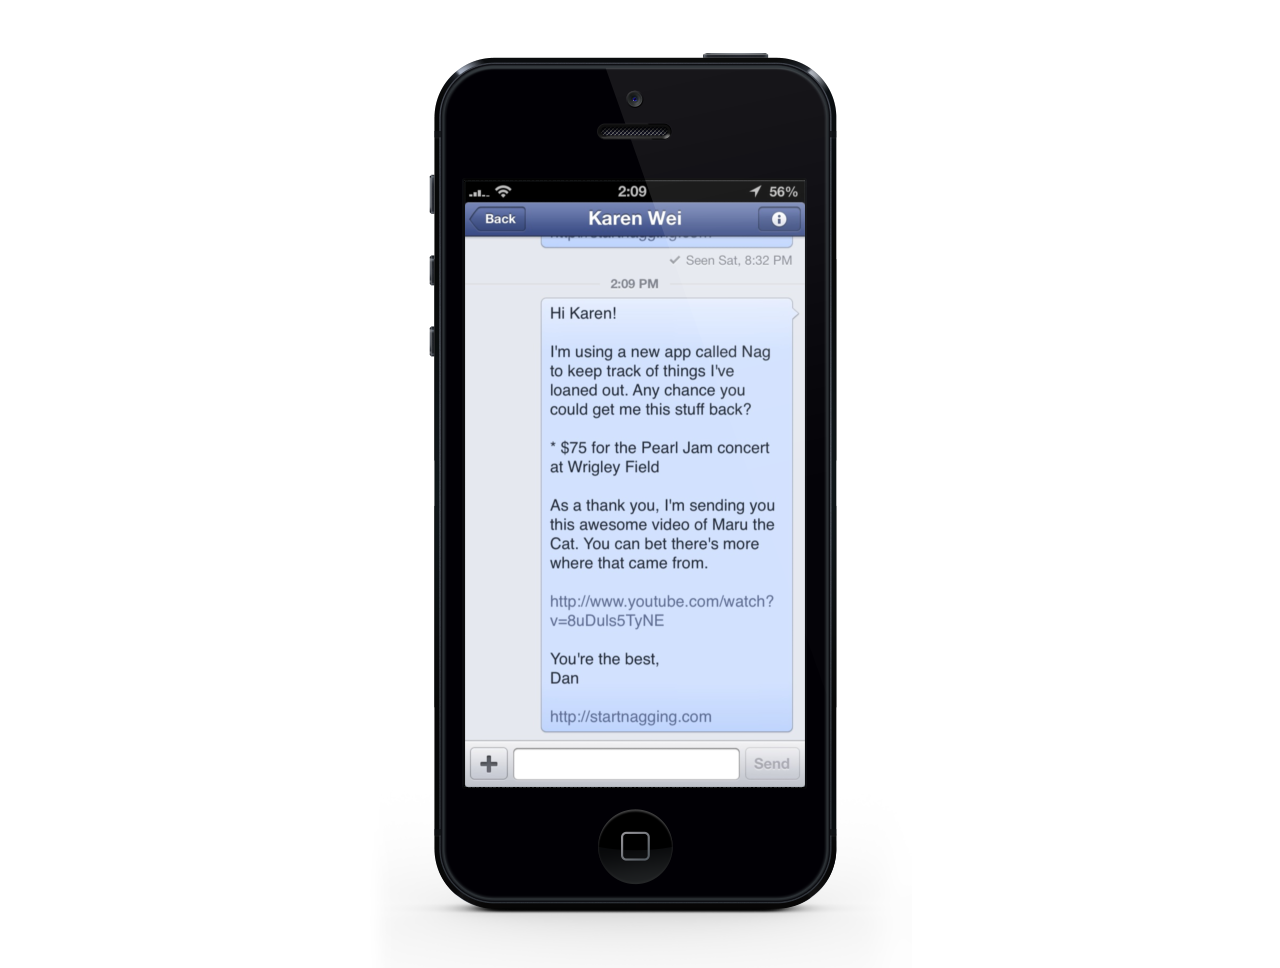 2:09
56%
Back
Karen Wei
Seen Sat, 8:32 PM
2:09 PM
Hi Karen!
I'm using a new app called Nag
to keep track of things I've
loaned out. Any chance you
could get me this stuff back?
* $75 for the Pearl Jam concert
at Wrigley Field
As a thank you, I'm sending you
this awesome video of Maru the
Cat. You can bet there's more
where that came from.
http://www.youtube.com/watch?
v=8uDuls5TyNE
You're the best,
Dan
http://startnagging.com
Send